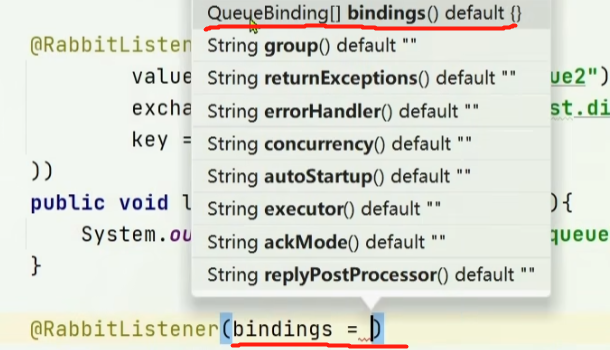 QueueBinding[] bindings() default {}
@RabbitListener
String group() default ""
value
String returnExceptions() default ""
ue2")
String errorHandler() default ""
st.di
key =
String concurrency() default ""
))
String autoStartup() default ""
public void l
String executor() default ""
){
System.ou
String ackMode() default ""
queue
}
String replyPostProcessor() default ""
@RabbitListener(bindings = )